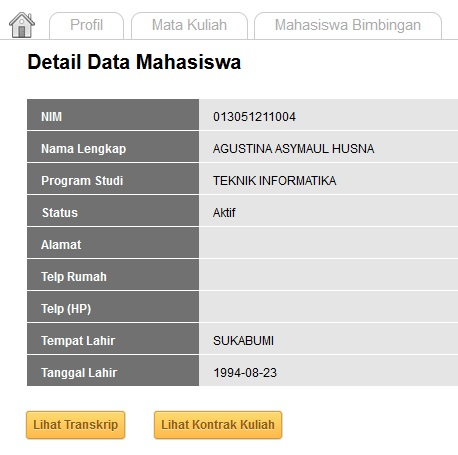 Profil Mata Kuliah Mahasiswa Bimbingan
Detail Data Mahasiswa
NIM 013051211004
Nama Lengkap AGUSTINA ASYMAUL HUSNA
Program Studi TEKNIK INFORMATIKA
Status Aktif
Alamat
Telp Rumah
Telp (HP)
Tempat Lahir SUKABUMI
Tanggal Lahir 1994-08-23
Lihat Transkrip Lihat Kontrak Kuliah